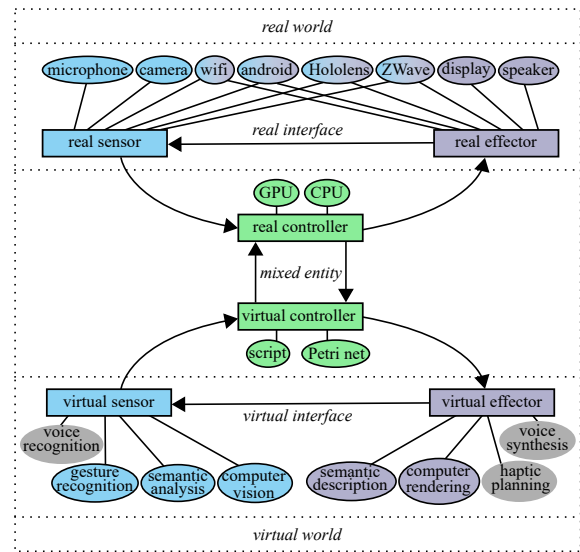 real world
microphone camera wifi android Hololens ZWave display speaker
real interface
real sensor real effector
GPU CPU
real controller
mixed entity
virtual controller
script Petri net
virtual sensor virtual effector
virtual interface
voice
recognition
voice
synthesis
gesture
recognition
semantic
analysis
computer
vision
semantic
description
computer
rendering
haptic
planning
virtual world